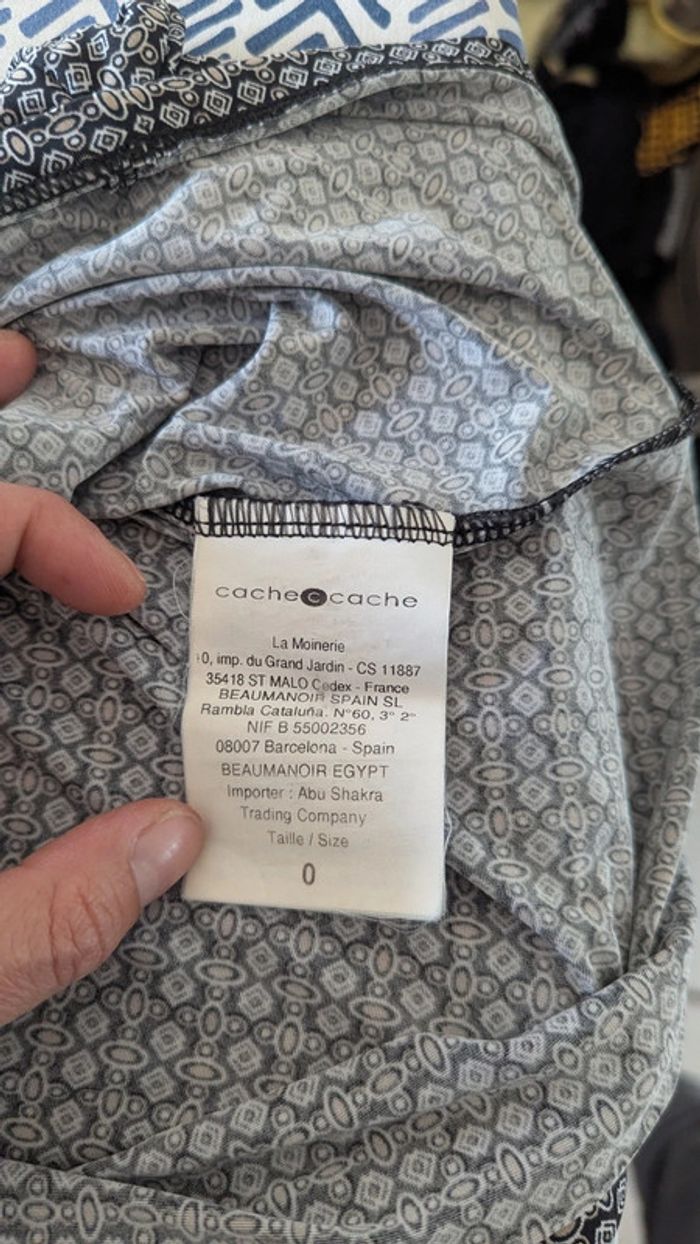 cache c cache
La Moinerie
0, imp. du Grand Jardin - CS 11887
35418 ST MALO Cedex - France
BEAUMANOIR SPAIN SL
Rambla Cataluña. N°60, 3° 2ª
NIF B 55002356
08007 Barcelona - Spain
BEAUMANOIR EGYPT
Importer : Abu Shakra
Trading Company
Taille / Size
0